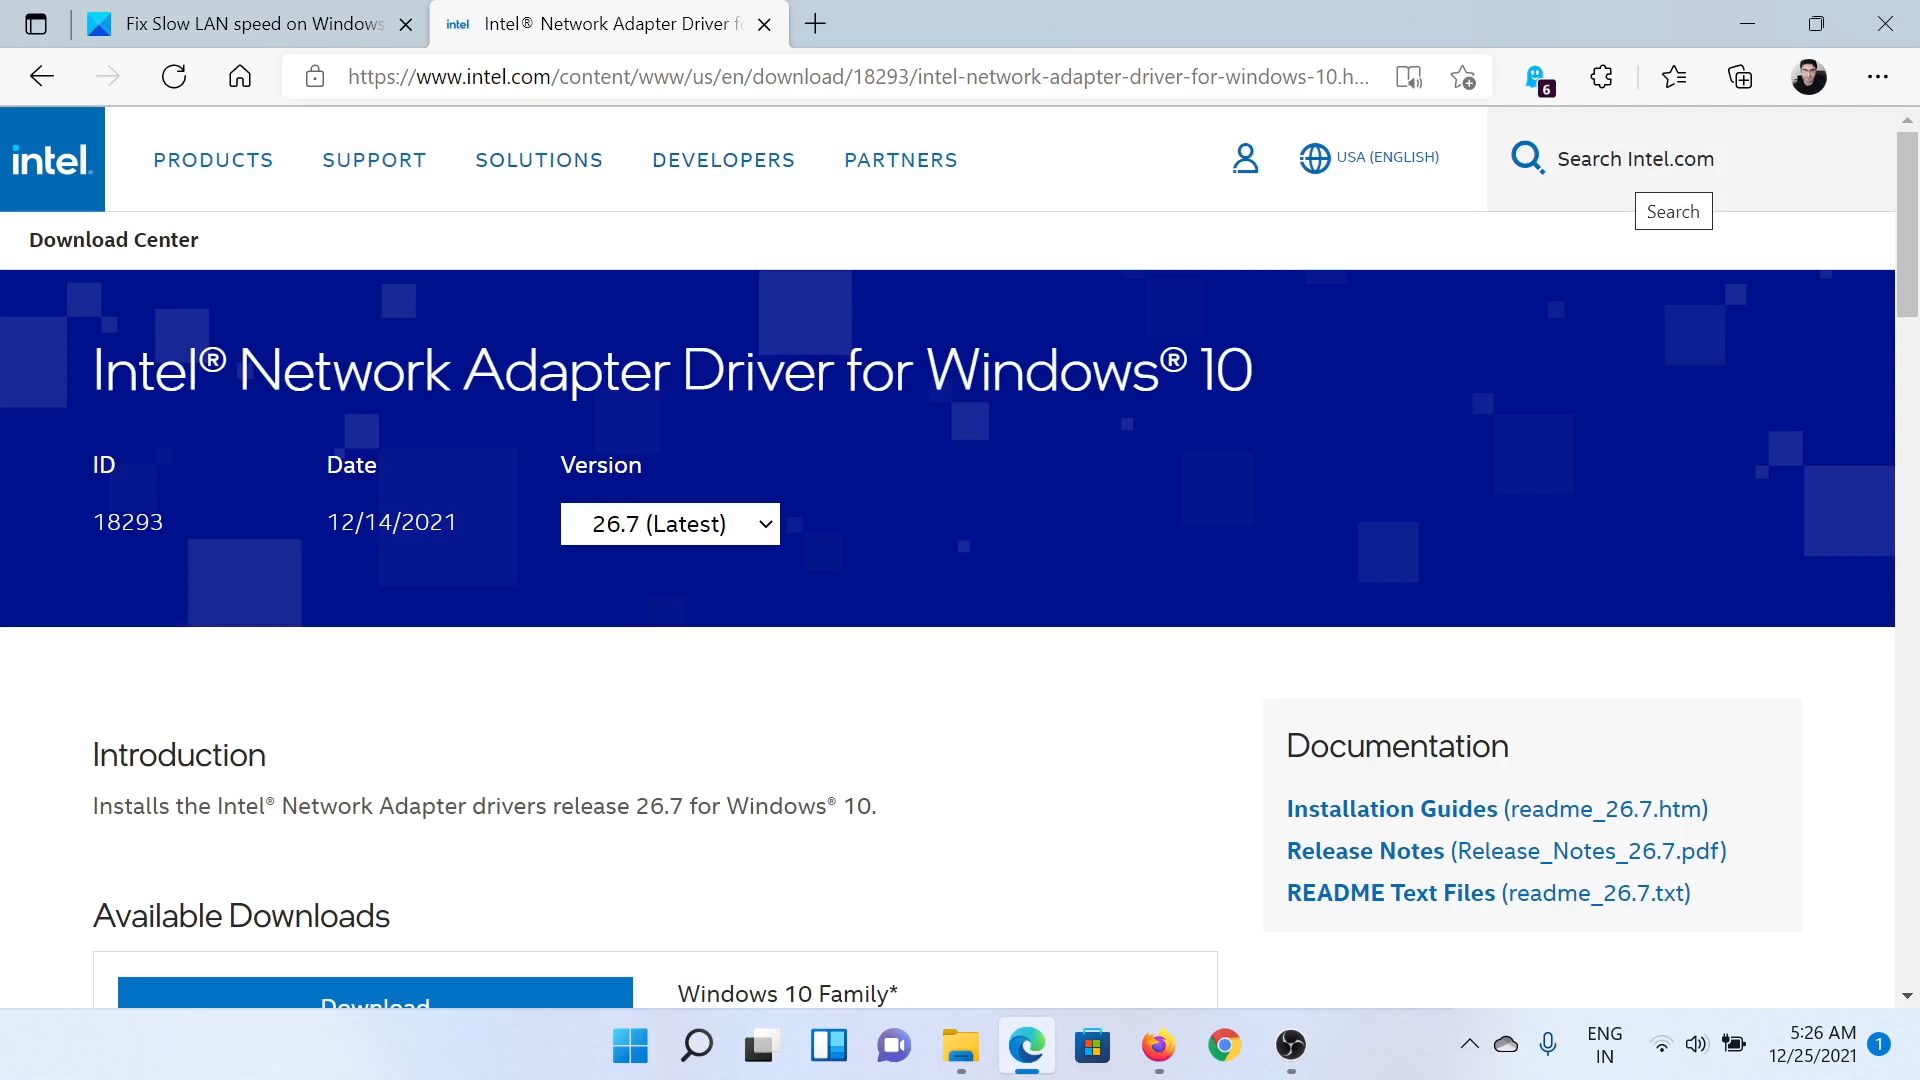 Fix Slow LAN speed on Windows
intel Intel® Network Adapter Driver fo
https://www.intel.com/content/www/us/en/download/18293/intel-network-adapter-driver-for-windows-10.h...
6
intel.
PRODUCTS
SUPPORT
SOLUTIONS
DEVELOPERS
PARTNERS
USA (ENGLISH)
Search Intel.com
Search
Download Center
Intel® Network Adapter Driver for Windows® 10
ID
Date
Version
18293
12/14/2021
26.7 (Latest)
Introduction
Installs the Intel® Network Adapter drivers release 26.7 for Windows® 10.
Available Downloads
Download
Windows 10 Family*
Documentation
Installation Guides (readme_26.7.htm)
Release Notes (Release_Notes_26.7.pdf)
README Text Files (readme_26.7.txt)
ENG
IN
5:26 AM
12/25/2021
1